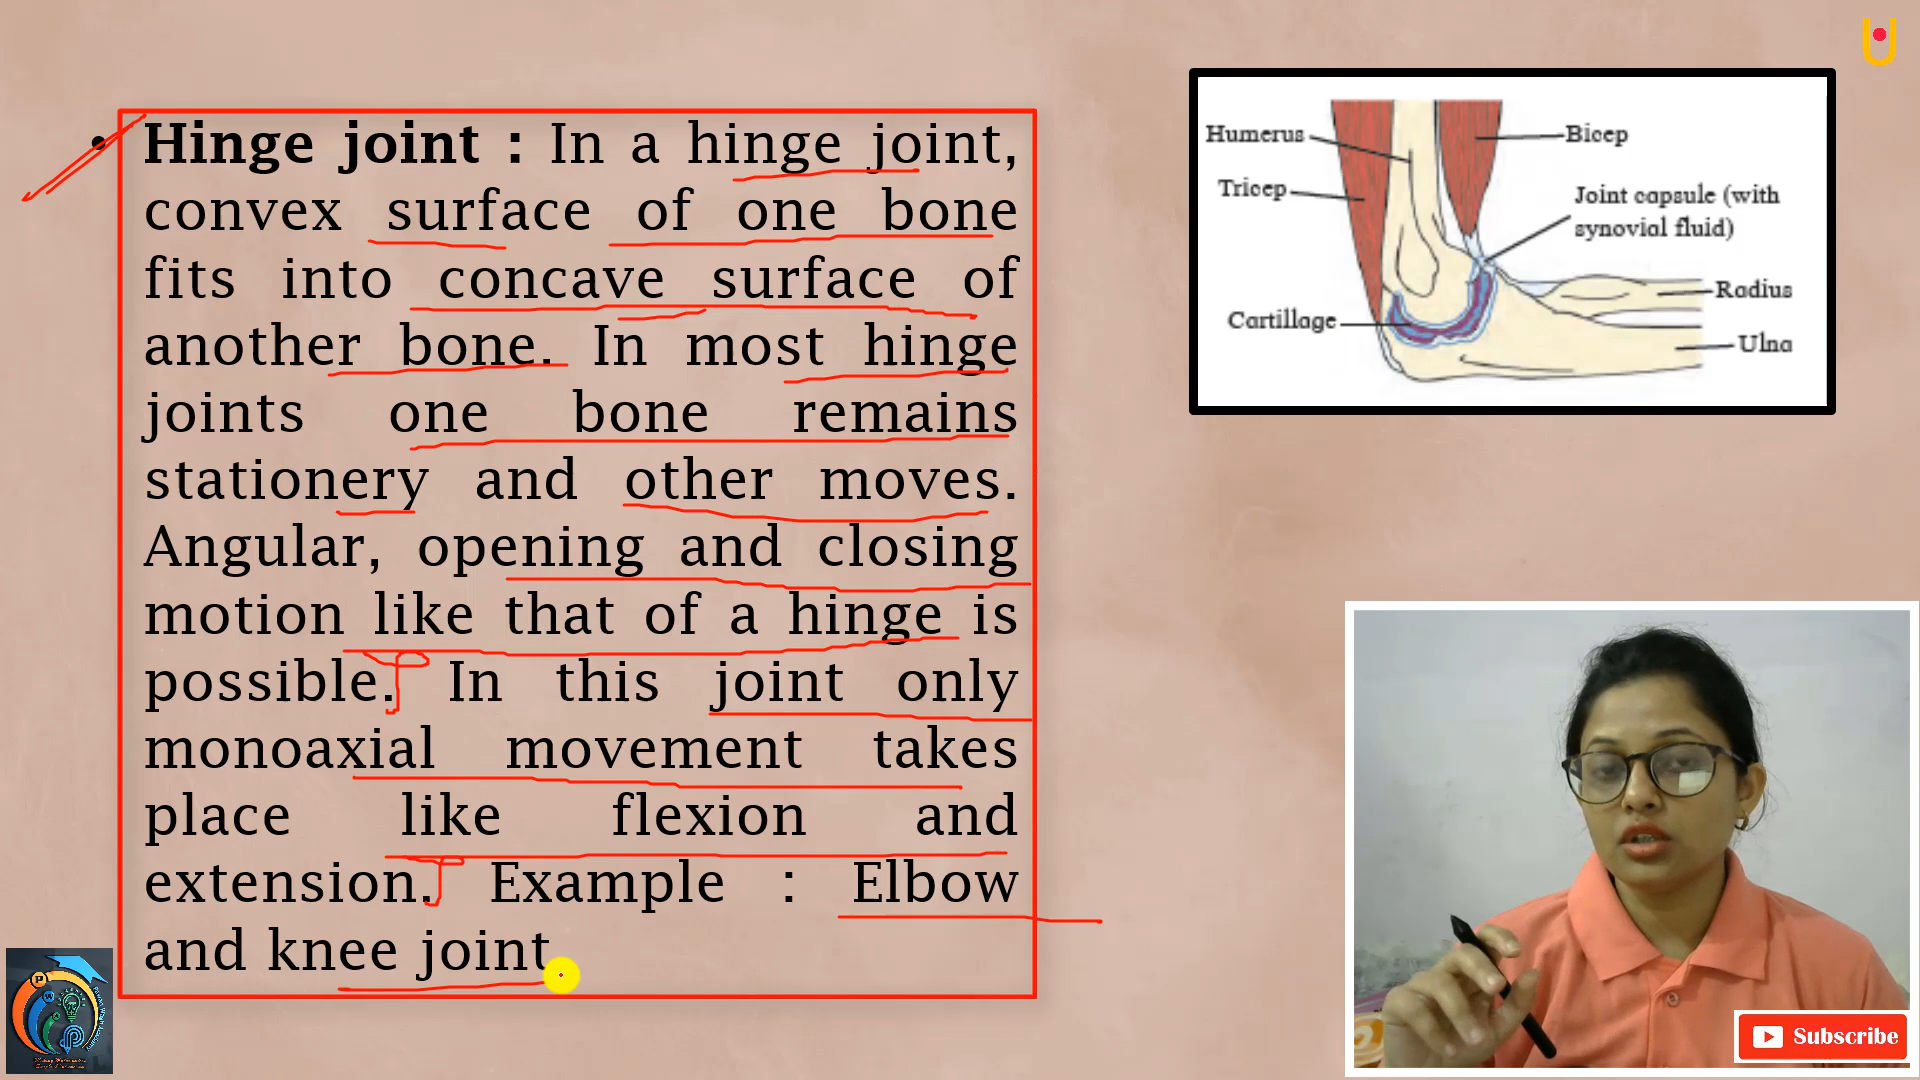 • Hinge joint : In a hinge joint,
convex surface of one bone
fits into concave surface of
another bone. In most hinge
joints one bone remains
stationery and other moves.
Angular, opening and closing
motion like that of a hinge is
possible. In this joint only
monoaxial movement takes
place like flexion and
extension. Example : Elbow
and knee joint
Humerus
Bicep
Tricep
Joint capsule (with
synovial fluid)
Radius
Cartillage
Ulna
Subscribe